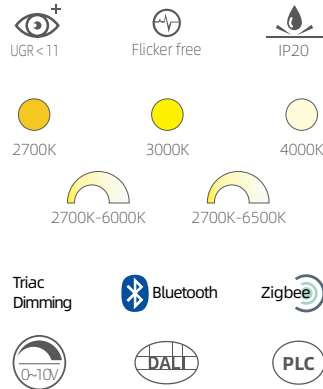 UGR < 11
Flicker free
IP20
2700K
3000K
4000K
2700K-6000K
2700K-6500K
Triac
Dimming
Bluetooth
Zigbee
0~10V
DALI
PLC